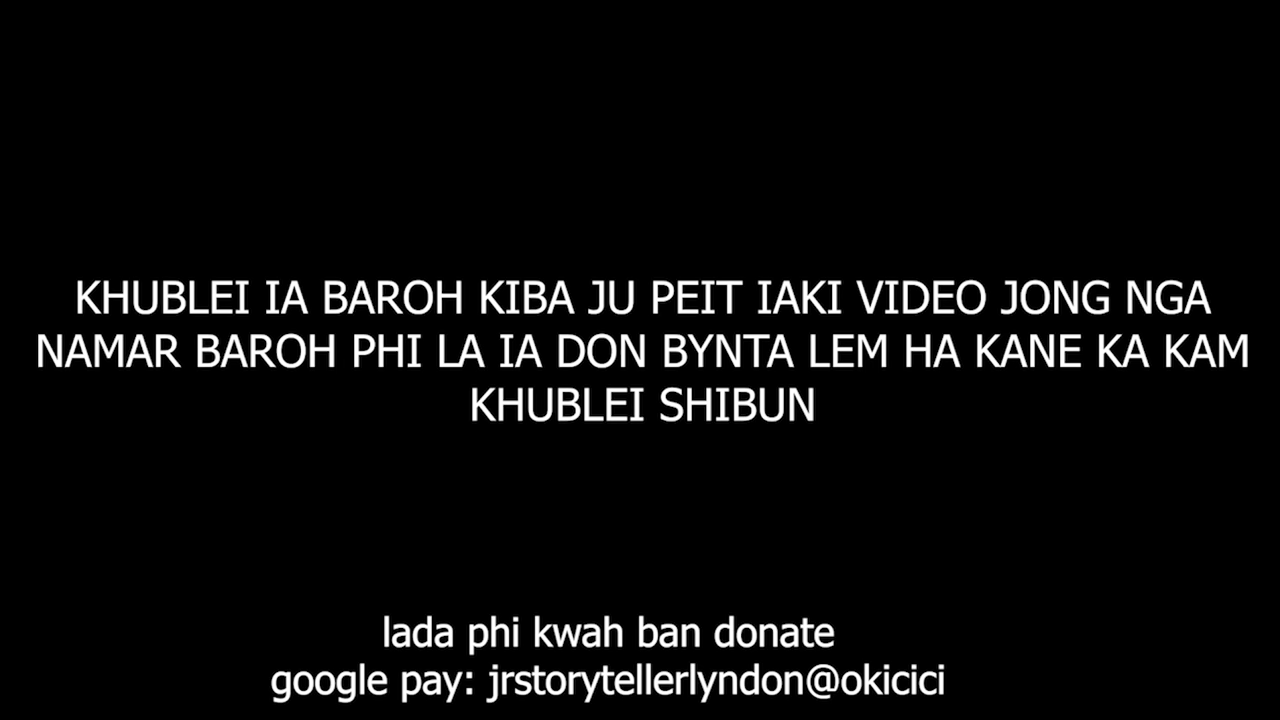 KHUBLEI IA BAROH KIBA JU PEIT IAKI VIDEO JONG NGA
NAMAR BAROH PHI LA IA DON BYNTA LEM HA KANE KA KAM
KHUBLEI SHIBUN
lada phi kwah ban donate
google pay: jrstorytellerlyndon@okicici